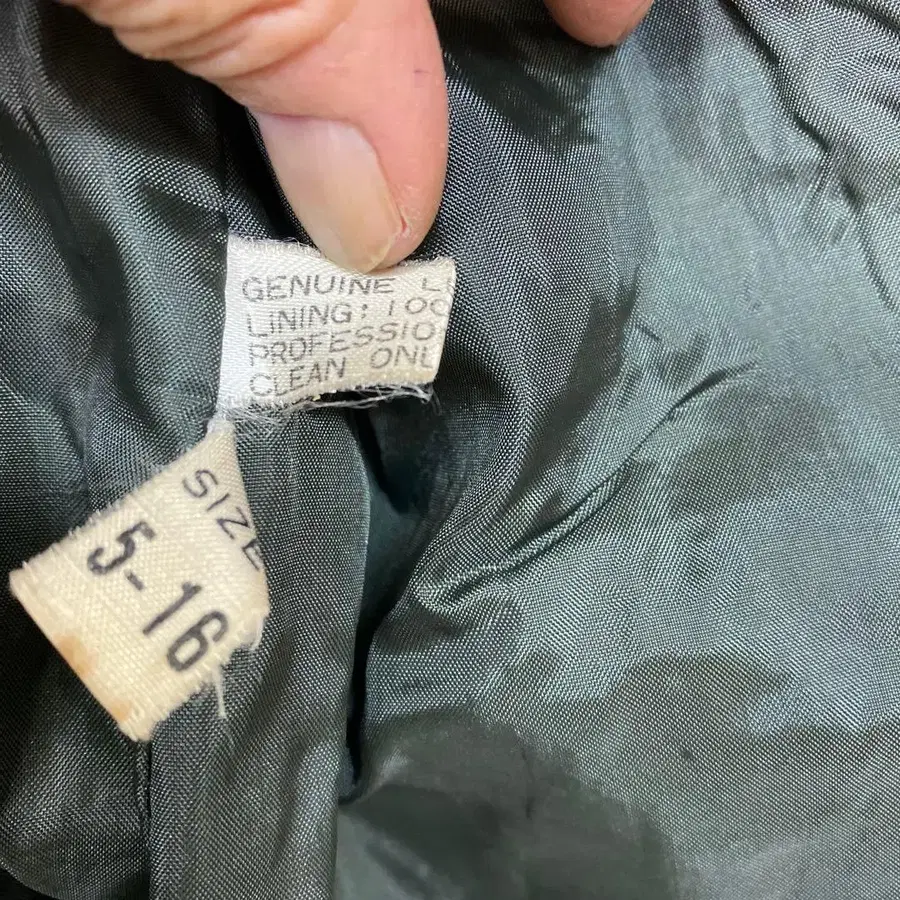 GENUINE L
LINING: 100
PROFESSIO
CLEAN ONL
SIZE
5-16